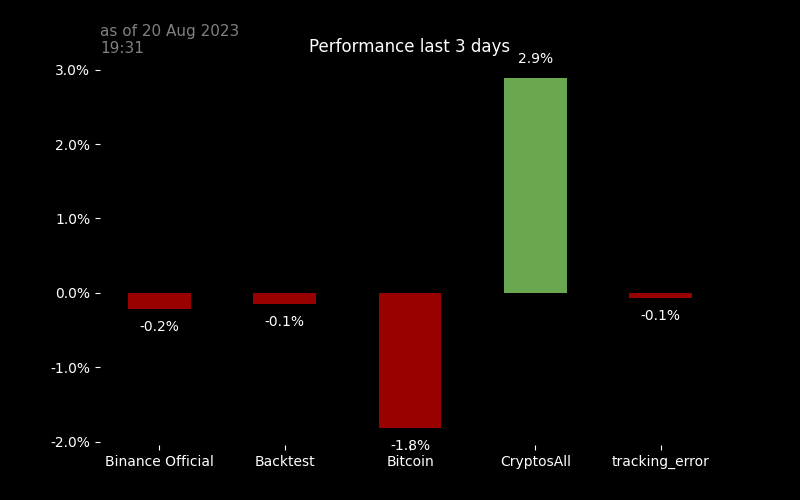 as of 20 Aug 2023
19:31
Performance last 3 days
3.0%
2.0%
1.0%
0.0%
-1.0%
-2.0%
-0.2%
-0.1%
-1.8%
2.9%
-0.1%
Binance Official
Backtest
Bitcoin
CryptosAll
tracking_error